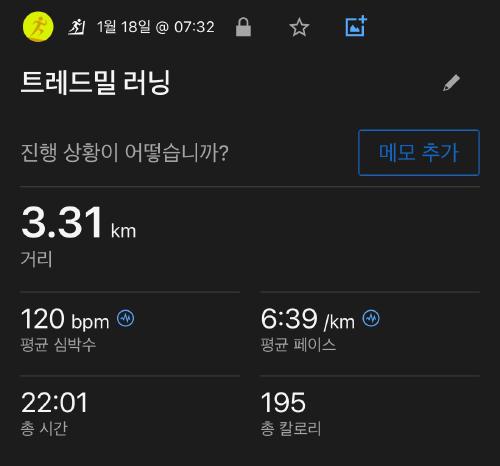 1월 18일 @ 07:32
트레드밀 러닝
진행 상황이 어떻습니까?
메모 추가
3.31 km
거리
120 bpm
6:39 /km
평균 심박수
평균 페이스
22:01
195
총 시간
총 칼로리